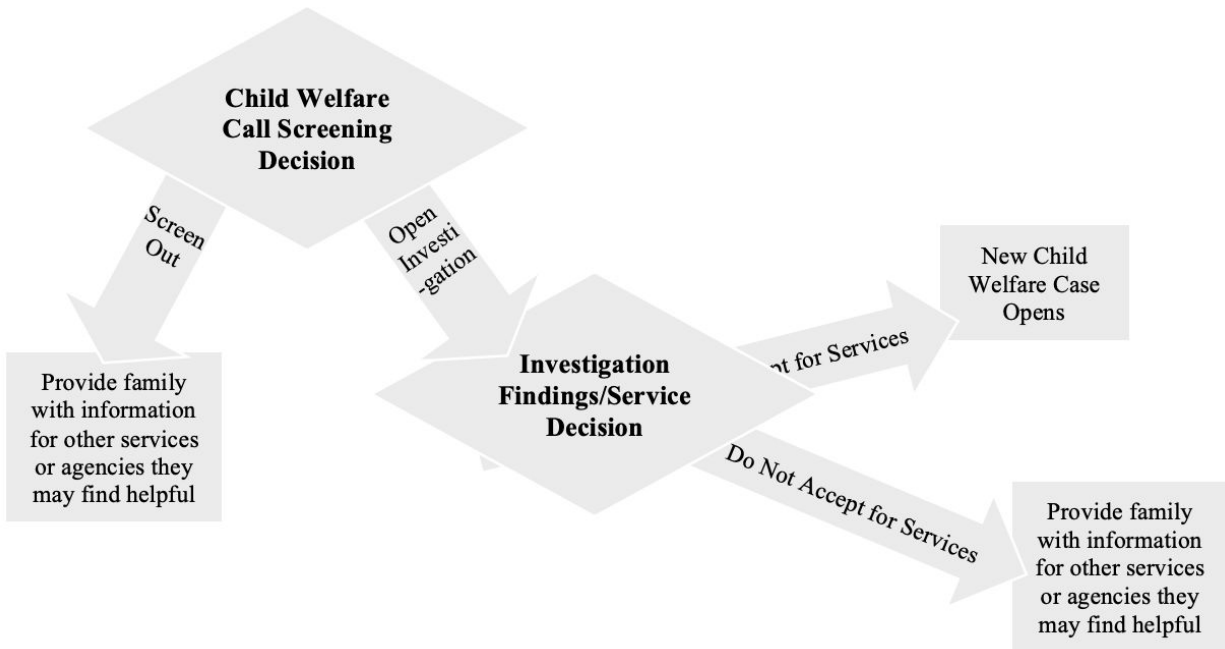 Child Welfare
Call Screening
Decision
Screen
Out
Open
Investi
-gation
New Child
Welfare Case
Opens
for Services
Investigation
Findings/Service
Decision
Provide family
with information
for other services
or agencies they
may find helpful
Do Not Accept for Services
Provide family
with information
for other services
or agencies they
may find helpful